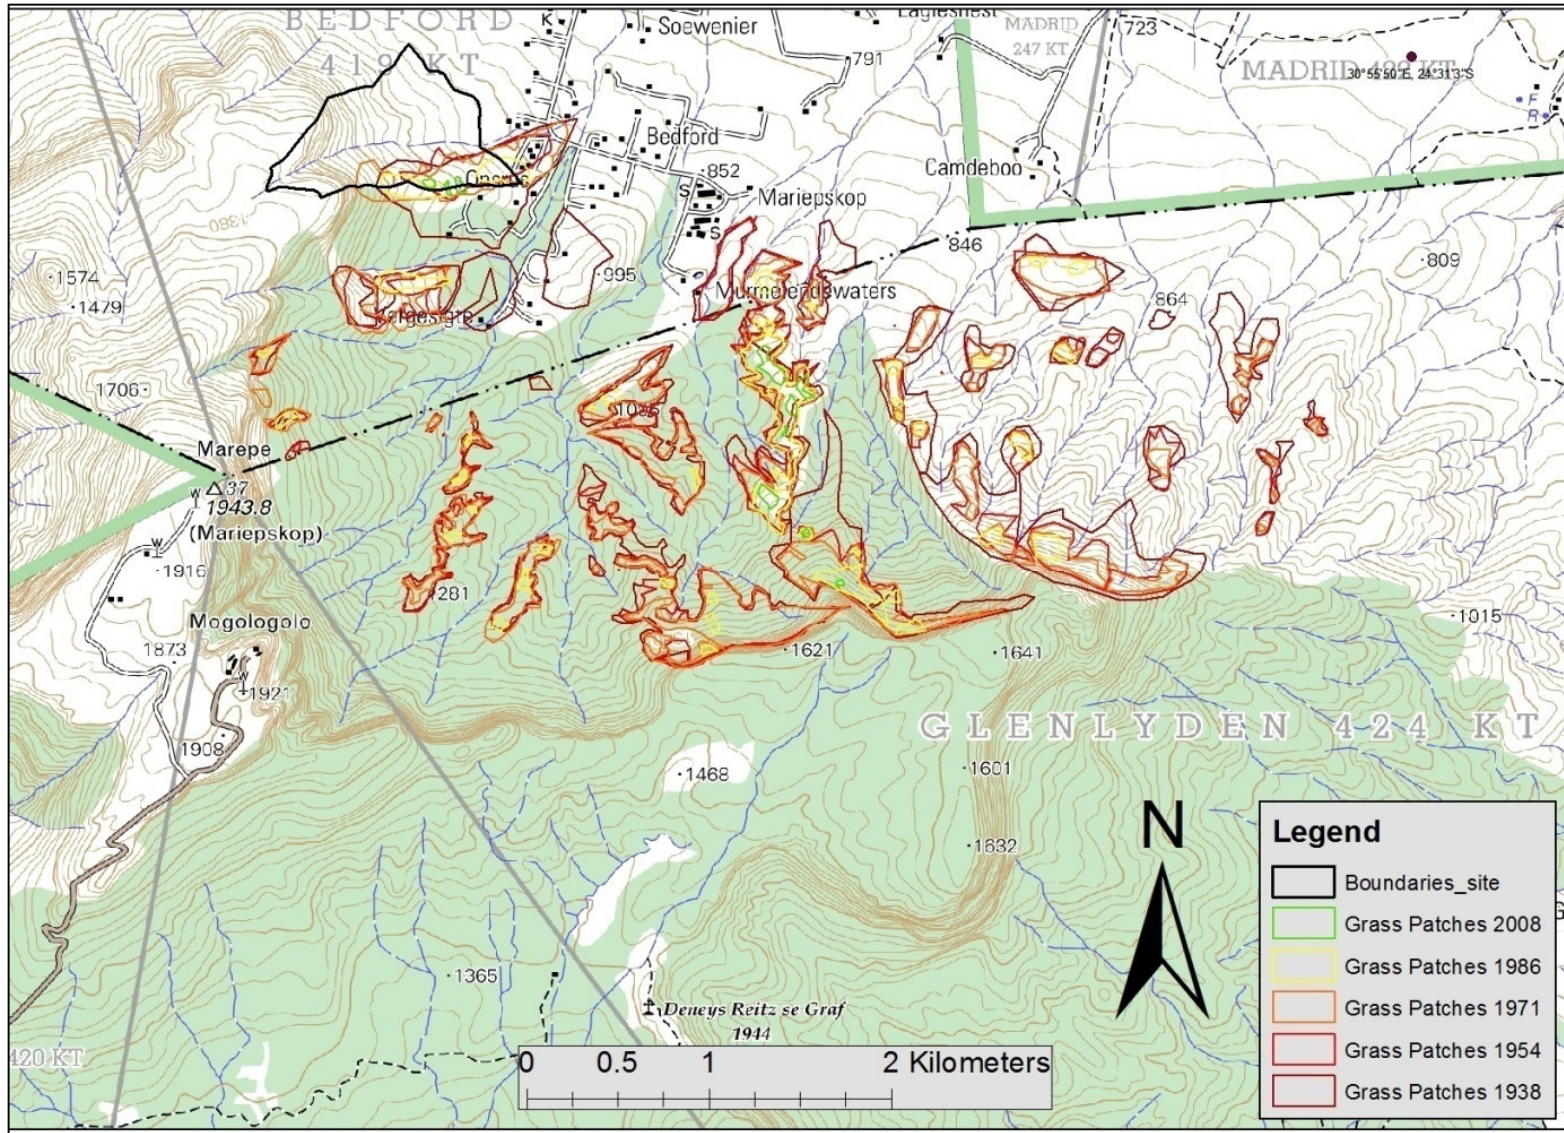 BEDFORD
419 KT
K
Soewenier
MADRID
247 KT
723
791
MADRID
30°55'50"E, 24°31'3"S
F
R
Bedford
852
S
S
Mariepskop
Camdeboo
1380
846
809
995
1574
1479
Murmelendewaters
864
1706
Marepe
37
1943.8
(Mariepskop)
W
W
1916
281
Mogologolo
1873
W
1921
1621
1641
1015
GLENLYDEN 424 KT
1908
1468
1601
1632
1365
Deneys Reitz se Graf
1944
420 KT
N
0 0.5 1 2 Kilometers
Legend
Boundaries_site
Grass Patches 2008
Grass Patches 1986
Grass Patches 1971
Grass Patches 1954
Grass Patches 1938